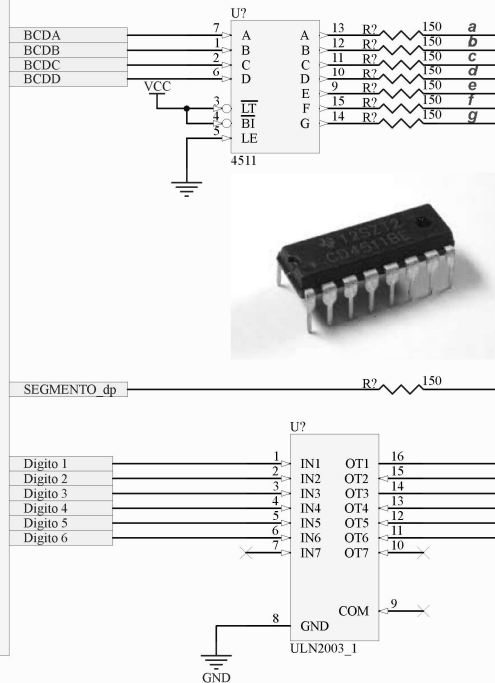 U?
BCDA 7 A A 13 R? 150 a
BCDB 1 B B 12 R? 150 b
BCDC 2 C C 11 R? 150 c
BCDD 6 D D 10 R? 150 d
E 9 R? 150 e
VCC
3 LT F 15 R? 150 f
4 BI G 14 R? 150 g
5 LE
4511
12SZ1Z
CD4511BE
SEGMENTO_dp R? 150
U?
Digito 1 1 IN1 OT1 16
Digito 2 2 IN2 OT2 15
Digito 3 3 IN3 OT3 14
Digito 4 4 IN4 OT4 13
Digito 5 5 IN5 OT5 12
Digito 6 6 IN6 OT6 11
7 IN7 OT7 10
COM 9
8 GND
ULN2003_1
GND